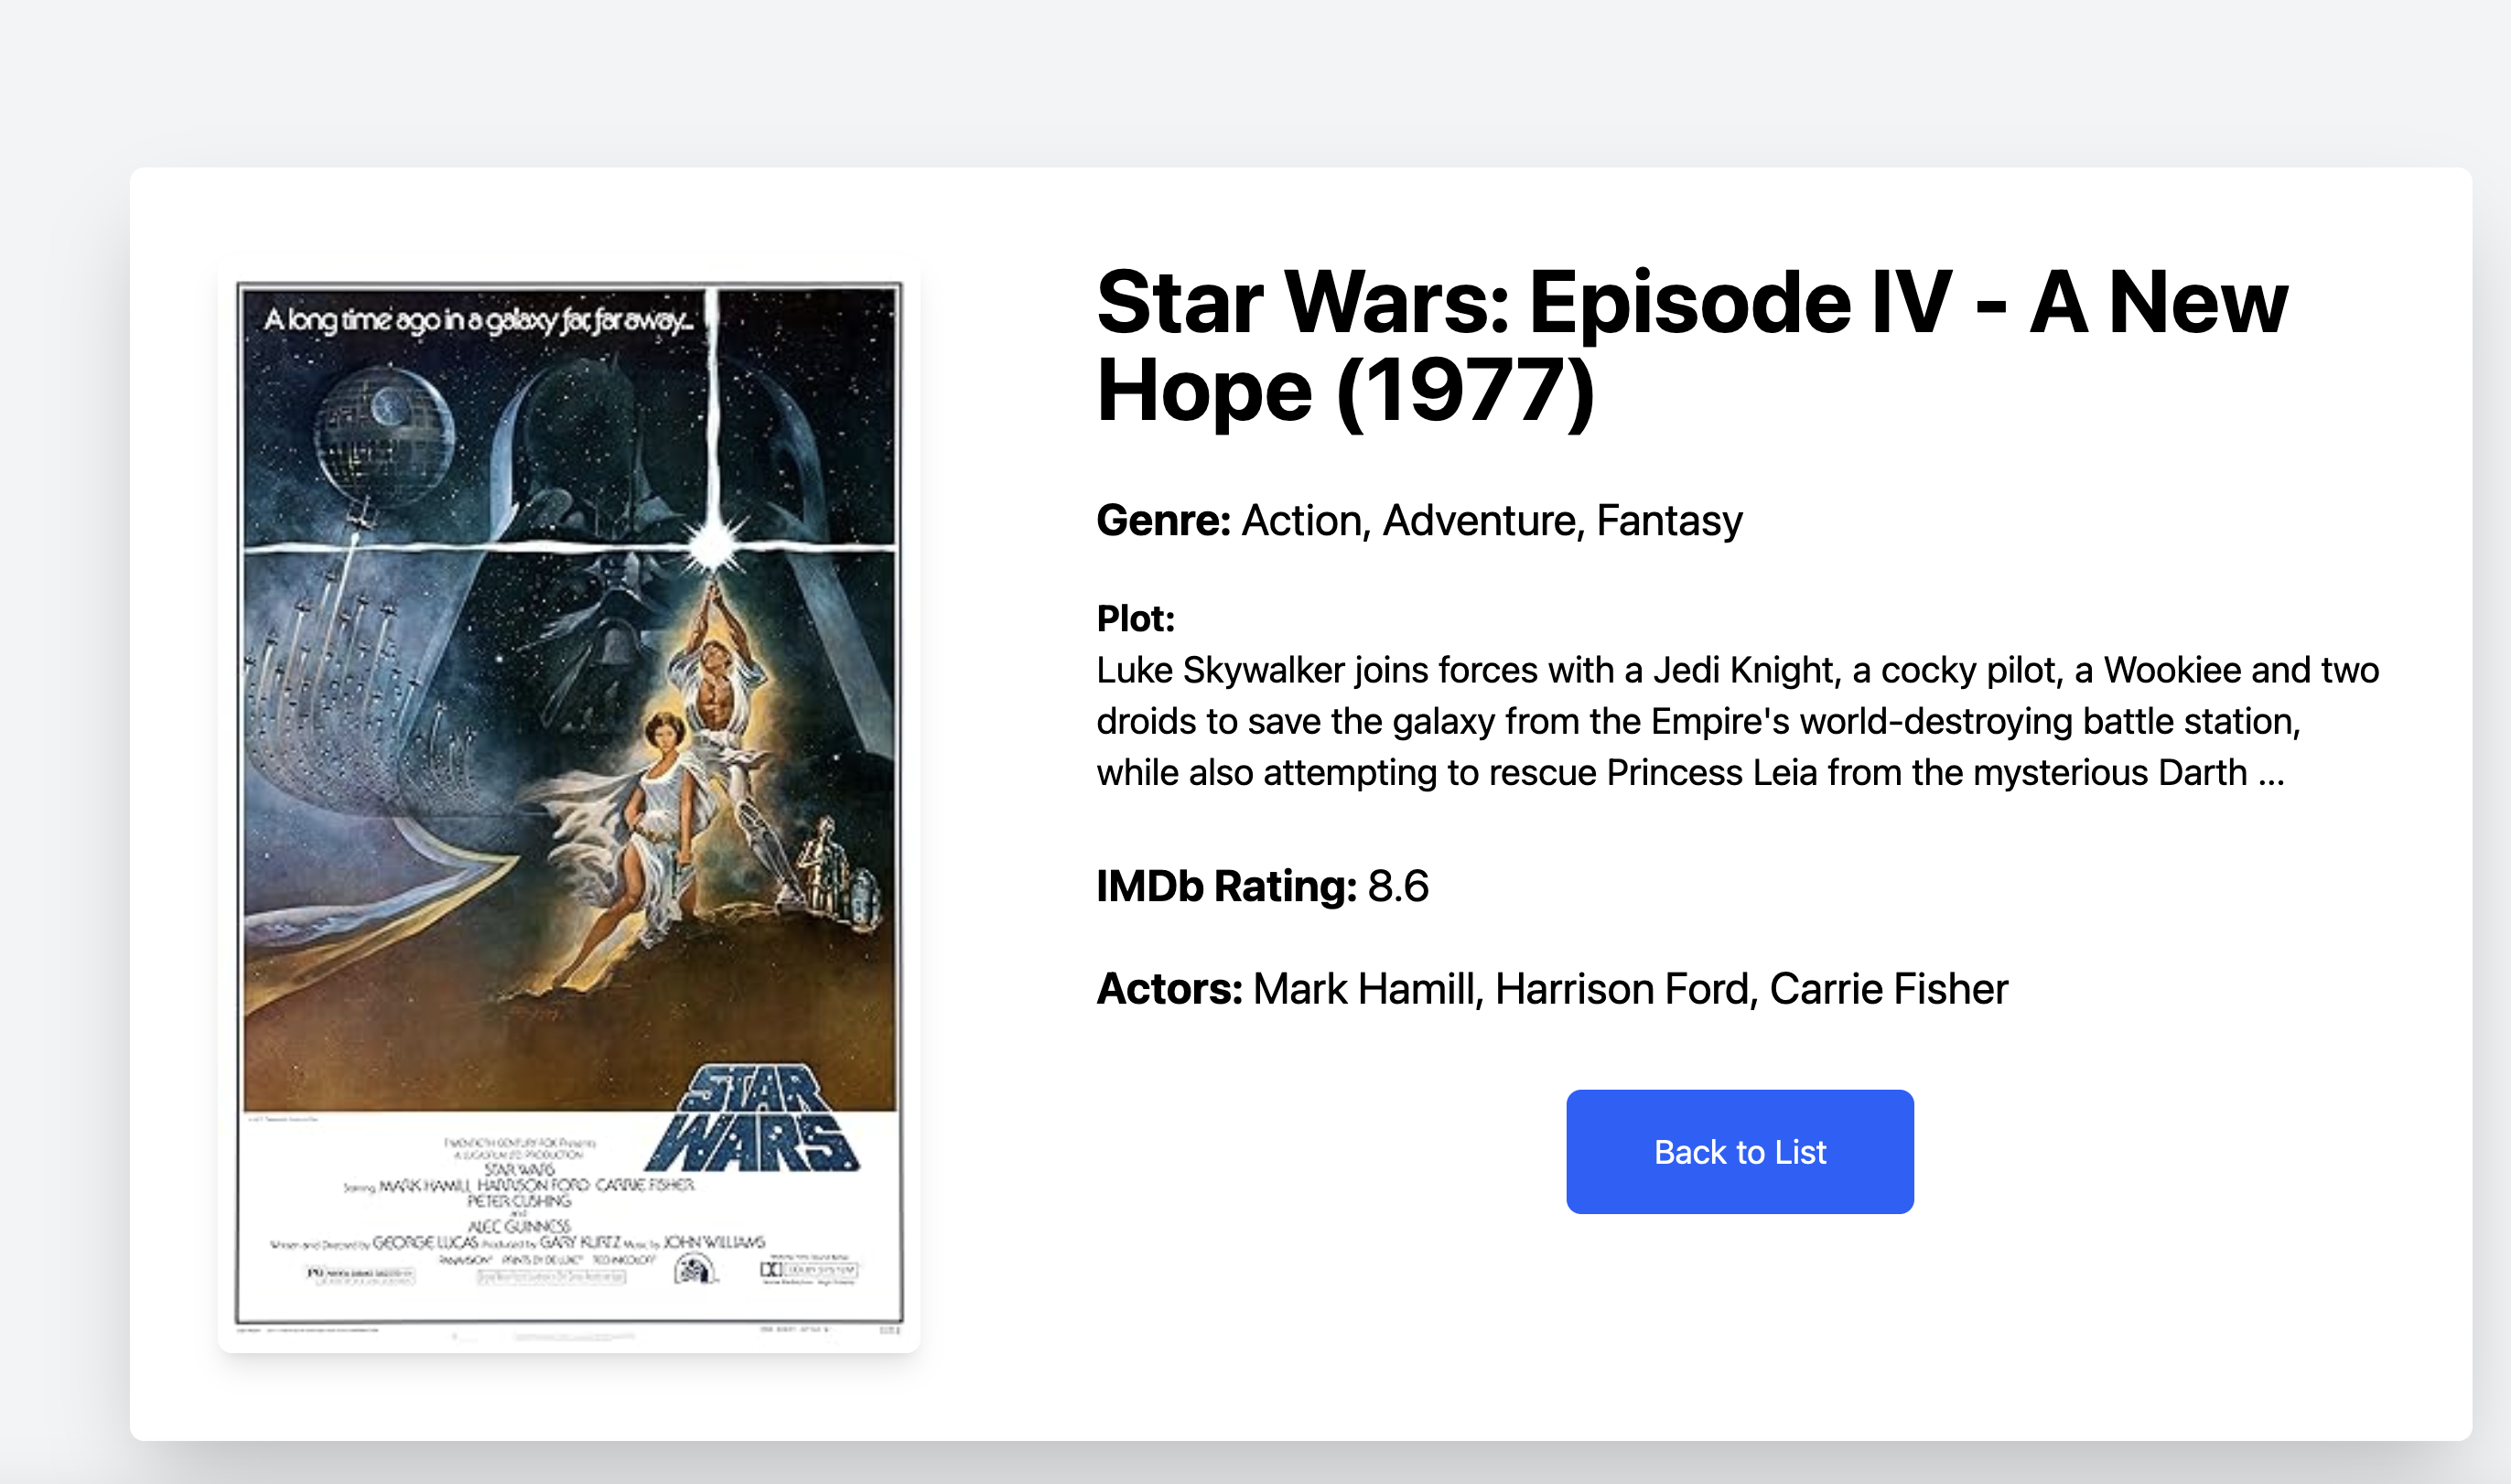 A long time ago in a galaxy far, far away...
STAR
WARS
TWENTIETH CENTURY-FOX Presents
A LUCASFILM LTD. PRODUCTION
STAR WARS
Starring MARK HAMILL HARRISON FORD CARRIE FISHER
PETER CUSHING
and
ALEC GUINNESS
Written and Directed by GEORGE LUCAS Produced by GARY KURTZ Music by JOHN WILLIAMS
PANAVISION® PRINTS BY DE LUXE® TECHNICOLOR®
PG
DOLBY SYSTEM
Star Wars: Episode IV - A New
Hope (1977)
Genre: Action, Adventure, Fantasy
Plot:
Luke Skywalker joins forces with a Jedi Knight, a cocky pilot, a Wookiee and two
droids to save the galaxy from the Empire's world-destroying battle station,
while also attempting to rescue Princess Leia from the mysterious Darth ...
IMDb Rating: 8.6
Actors: Mark Hamill, Harrison Ford, Carrie Fisher
Back to List